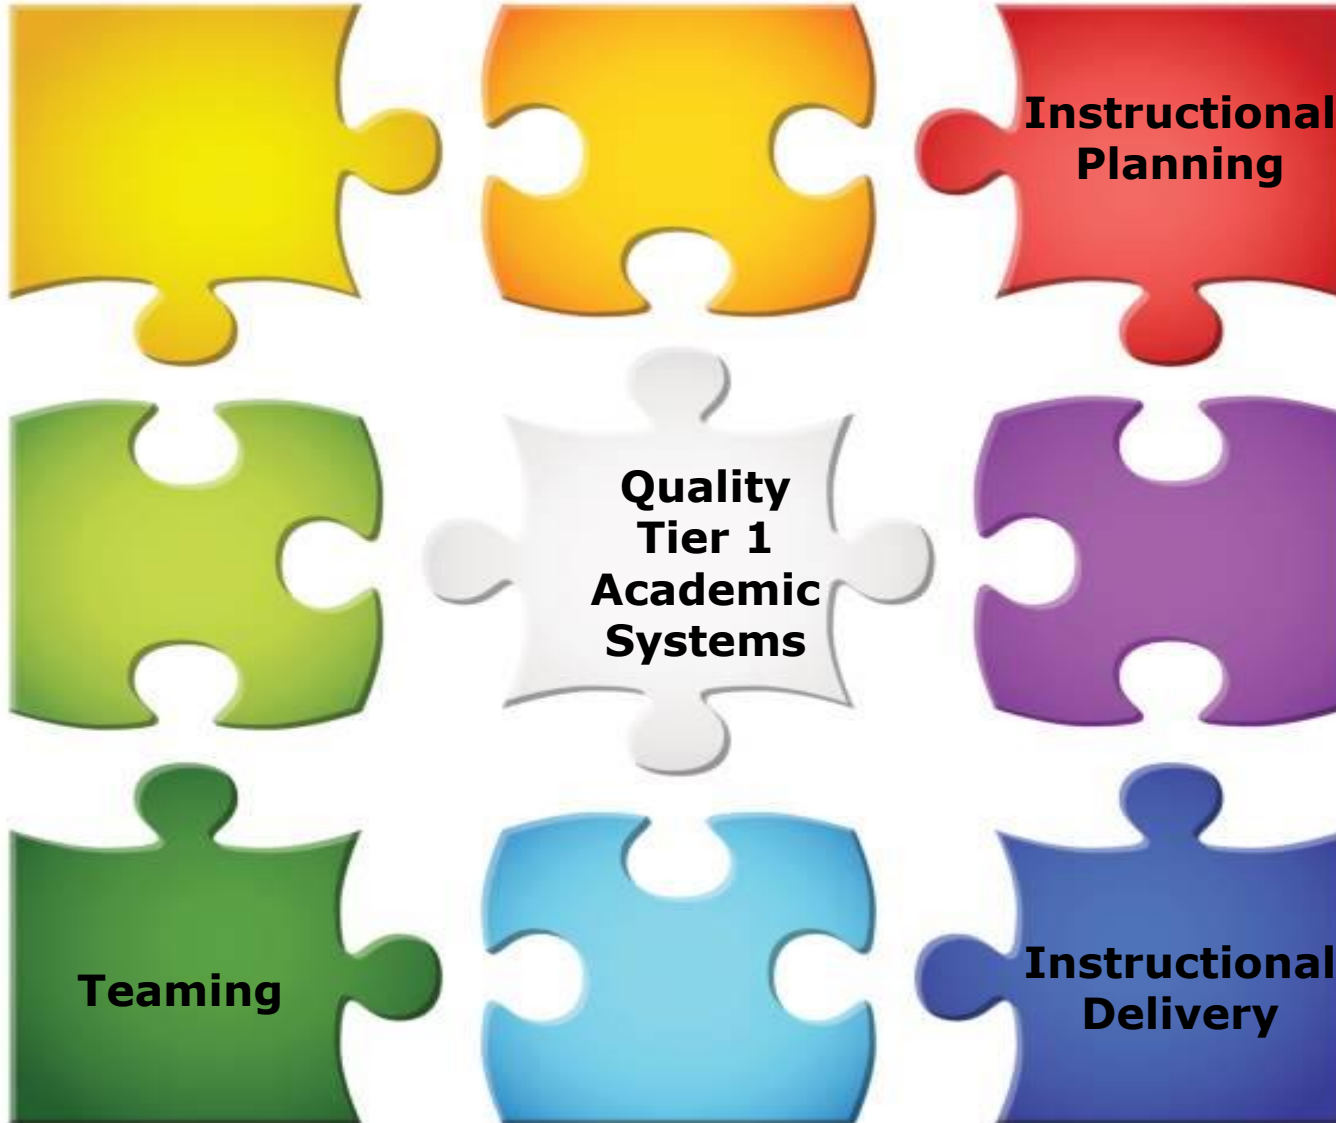 Instructional
Planning
Quality
Tier 1
Academic
Systems
Teaming
Instructional
Delivery